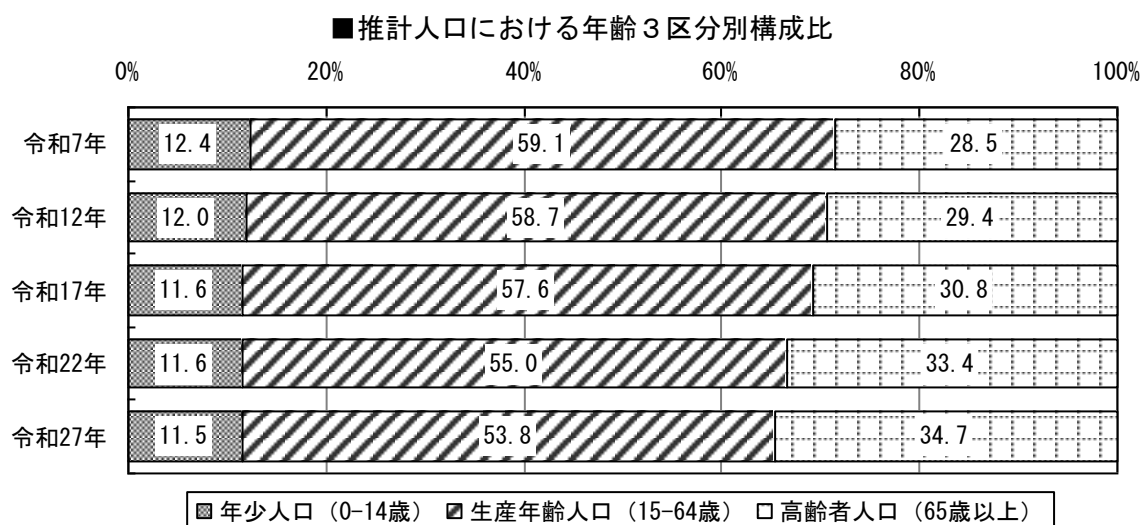 ■推計人口における年齢３区分別構成比
0% 20% 40% 60% 80% 100%
令和7年 12.4 59.1 28.5
令和12年 12.0 58.7 29.4
令和17年 11.6 57.6 30.8
令和22年 11.6 55.0 33.4
令和27年 11.5 53.8 34.7
年少人口（0-14歳） 生産年齢人口（15-64歳） 高齢者人口（65歳以上）